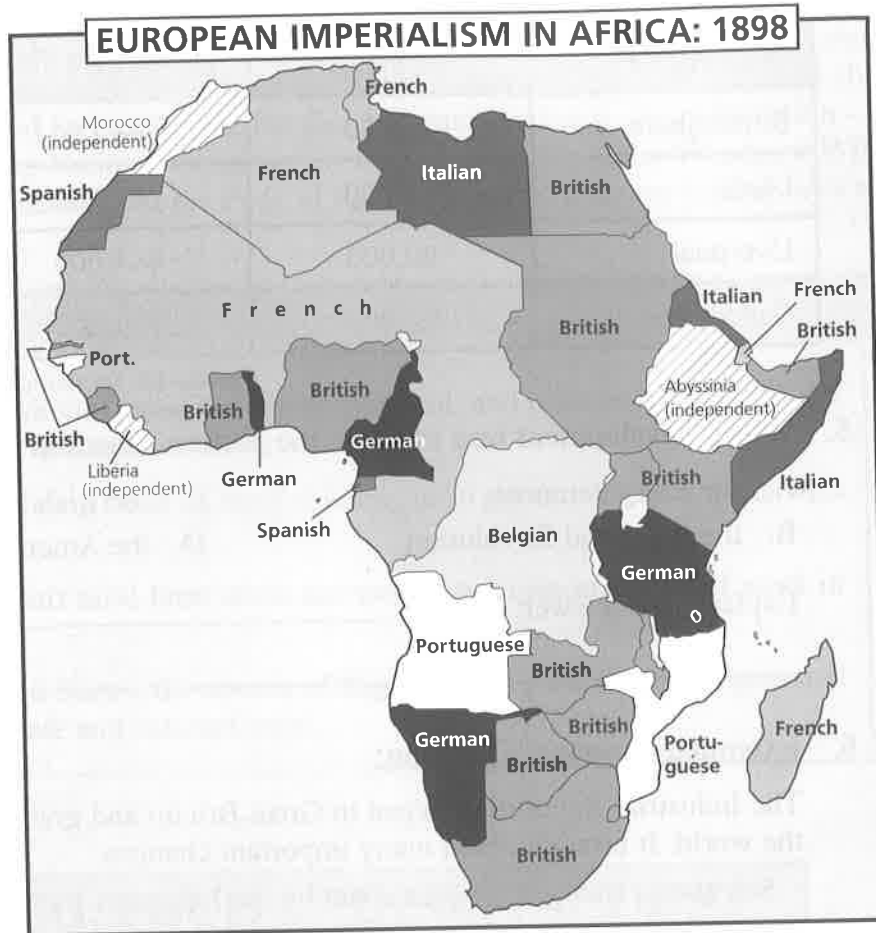 EUROPEAN IMPERIALISM IN AFRICA: 1898
French
Morocco
(independent)
Spanish
French
Italian
British
French
British
Italian
French
British
Port.
British
British
Abyssinia
(independent)
British
German
Liberia
(independent)
German
British
Italian
Spanish
Belgian
German
Portuguese
British
German
British
British
Portu-
guese
French
British